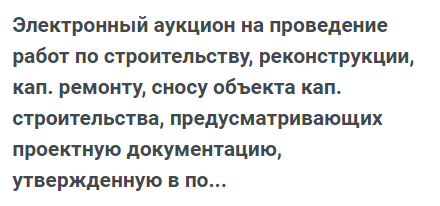 Электронный аукцион на проведение
работ по строительству, реконструкции,
кап. ремонту, сносу объекта кап.
строительства, предусматривающих
проектную документацию,
утвержденную в по...